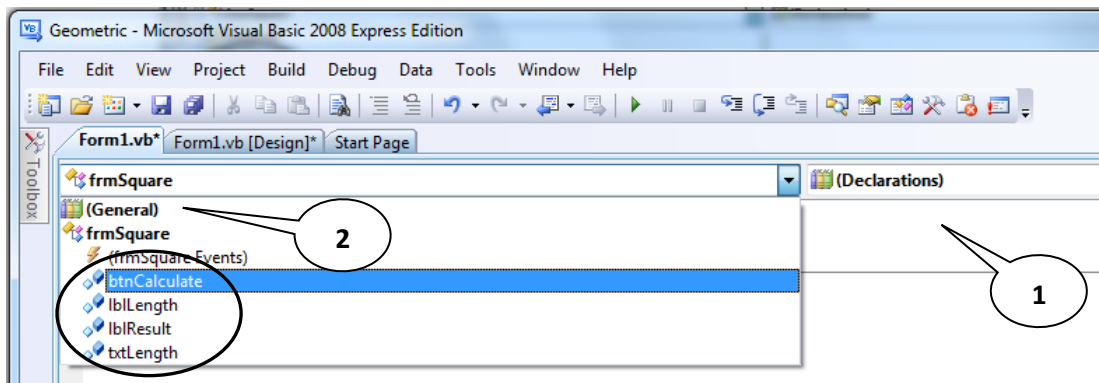 Geometric - Microsoft Visual Basic 2008 Express Edition
File Edit View Project Build Debug Data Tools Window Help
Form1.vb* Form1.vb [Design]* Start Page
Toolbox
frmSquare (Declarations)
(General)
frmSquare
(frmSquare Events)
btnCalculate
lblLength
lblResult
txtLength
2
1